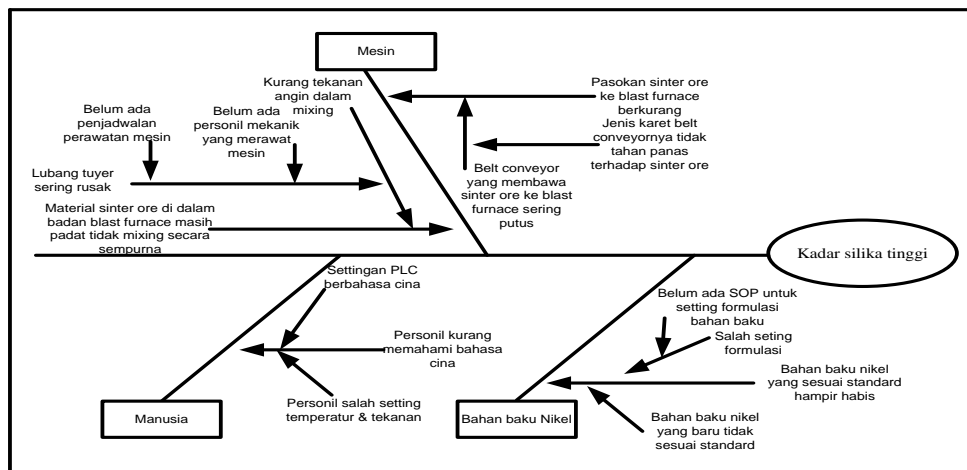 Mesin
Kurang tekanan
angin dalam
mixing
Pasokan sinter ore
ke blast furnace
berkurang
Jenis karet belt
conveyornya tidak
tahan panas
terhadap sinter ore
Belum ada
penjadwalan
perawatan mesin
Belum ada
personil mekanik
yang merawat
mesin
Lubang tuyer
sering rusak
Belt conveyor
yang membawa
sinter ore ke blast
furnace sering
putus
Material sinter ore di dalam
badan blast furnace masih
padat tidak mixing secara
sempurna
Kadar silika tinggi
Settingan PLC
berbahasa cina
Personil kurang
memahami bahasa
cina
Personil salah setting
temperatur & tekanan
Manusia
Belum ada SOP untuk
setting formulasi
bahan baku
Salah seting
formulasi
Bahan baku nikel
yang sesuai standard
hampir habis
Bahan baku nikel
yang baru tidak
sesuai standard
Bahan baku Nikel